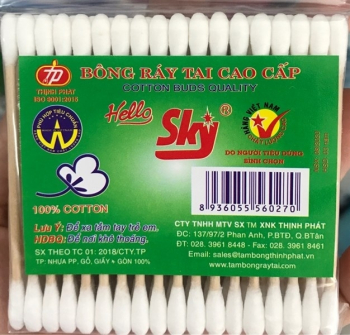 TP
THỊNH PHÁT
ISO 9001:2015
BÔNG RÁY TAI CAO CẤP
COTTON BUDS QUALITY
Hello
Sky®
PHÙ HỢP TIÊU CHUẨN
HÀNG VIỆT NAM
CHẤT LƯỢNG CAO
DO NGƯỜI TIÊU DÙNG
BÌNH CHỌN
100% COTTON
8 936055 560270
Lưu Ý: Để xa tầm tay trẻ em.
HDBQ: Để nơi khô thoáng.
SX THEO TC 01: 2018/CTY.TP
TP: NHỰA PP, GỖ, GIẤY + GÒN 100%
CTY TNHH MTV SX TM XNK THỊNH PHÁT
ĐC: 137/97/2 Phan Anh, P.BTĐ, Q.BTân
ĐT: 028. 3961 8448 - Fax: 028. 3961 8461
Email: sales@tambongthinhphat.vn
www.tambongraytai.com